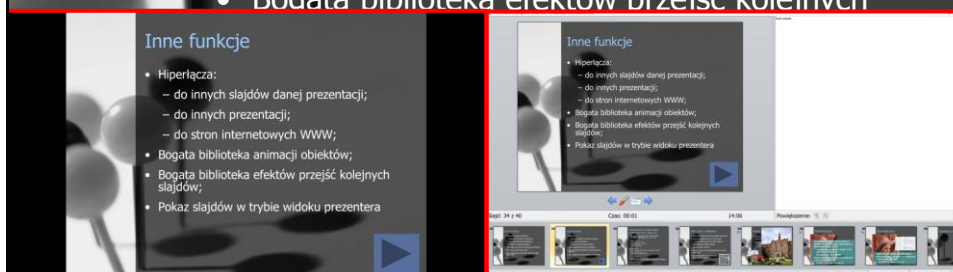 • Bogata biblioteka efektów przejść kolejnych
Inne funkcje
• Hiperłącza:
– do innych slajdów danej prezentacji;
– do innych prezentacji;
– do stron internetowych WWW;
• Bogata biblioteka animacji obiektów;
• Bogata biblioteka efektów przejść kolejnych
slajdów;
• Pokaz slajdów w trybie widoku prezentera
Inne funkcje
• Hiperłącza:
– do innych slajdów danej prezentacji;
– do innych prezentacji;
– do stron internetowych WWW;
• Bogata biblioteka animacji obiektów;
• Bogata biblioteka efektów przejść kolejnych
slajdów;
• Pokaz slajdów w trybie widoku prezentera
Slajd: 34 z 40 Czas: 00:01 14:06 Powiększenie: